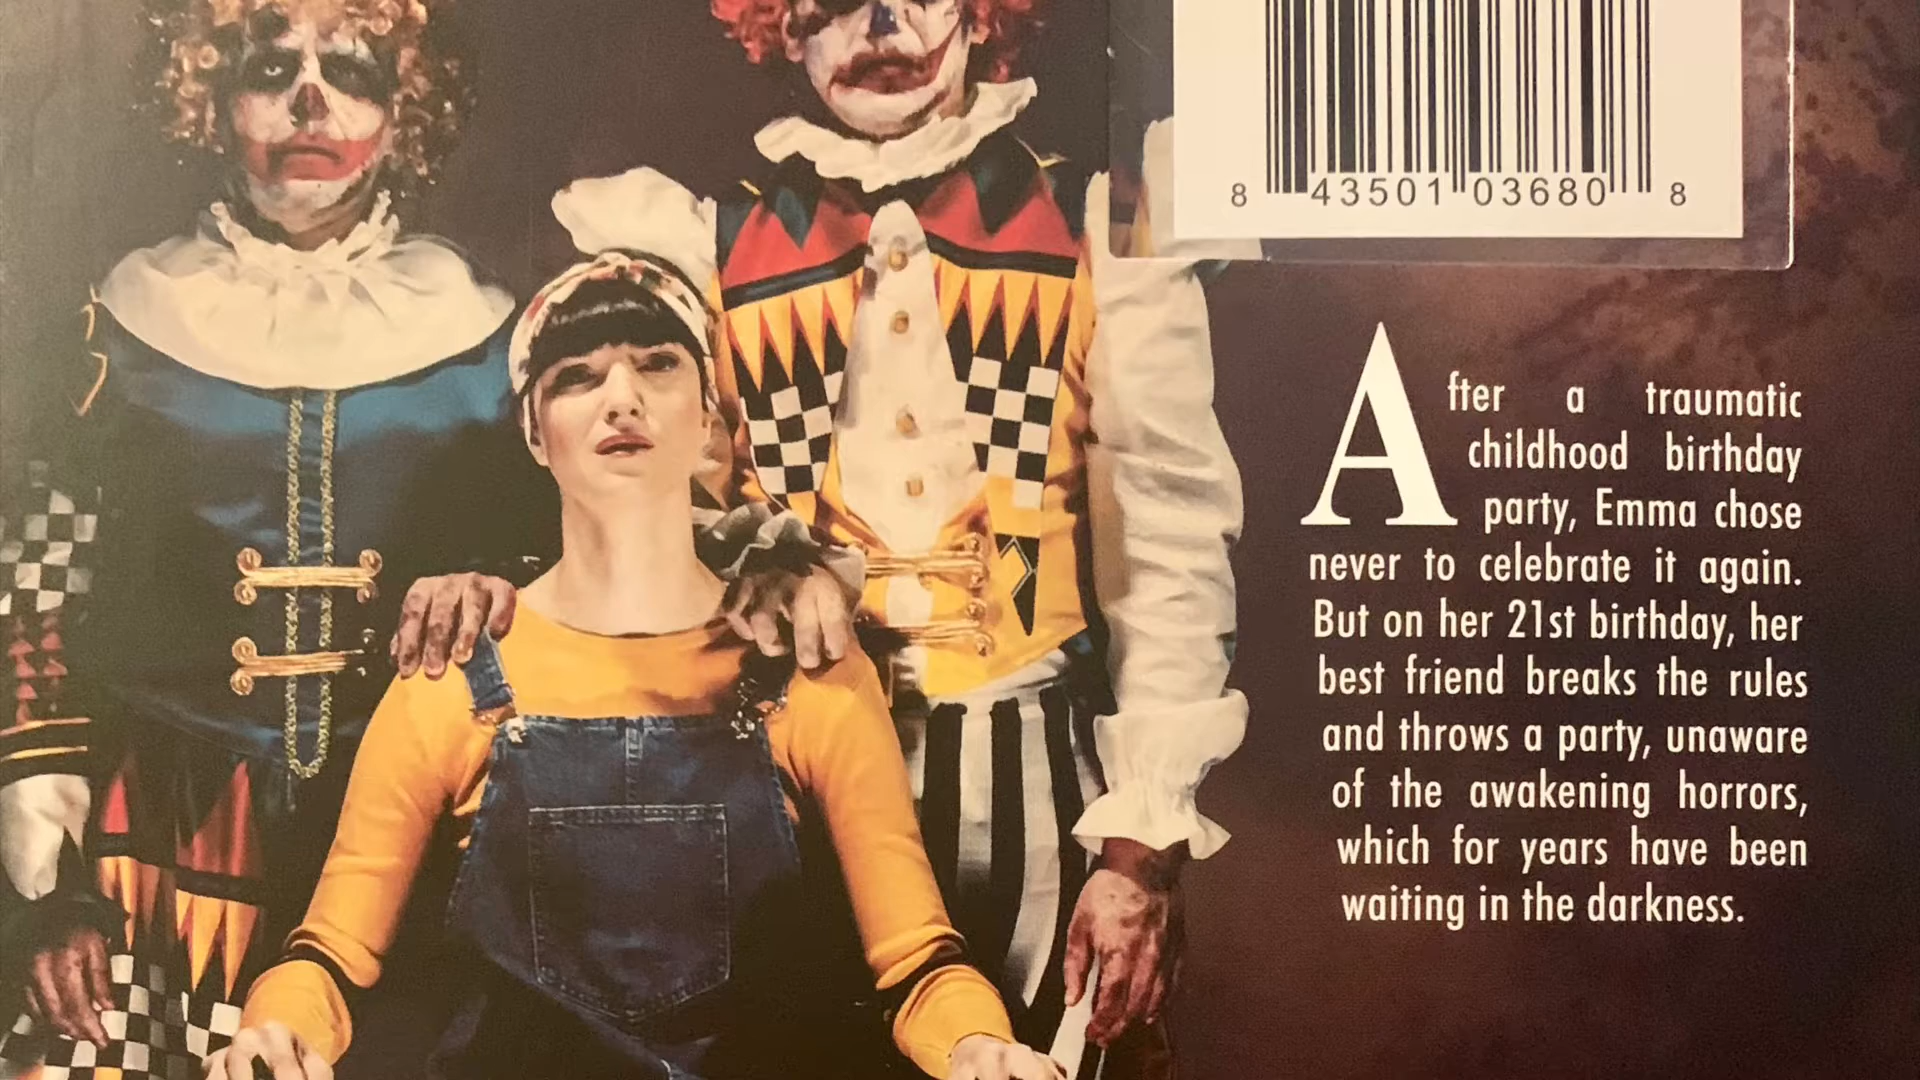 8 43501 03680 8
After a traumatic
childhood birthday
party, Emma chose
never to celebrate it again.
But on her 21st birthday, her
best friend breaks the rules
and throws a party, unaware
of the awakening horrors,
which for years have been
waiting in the darkness.